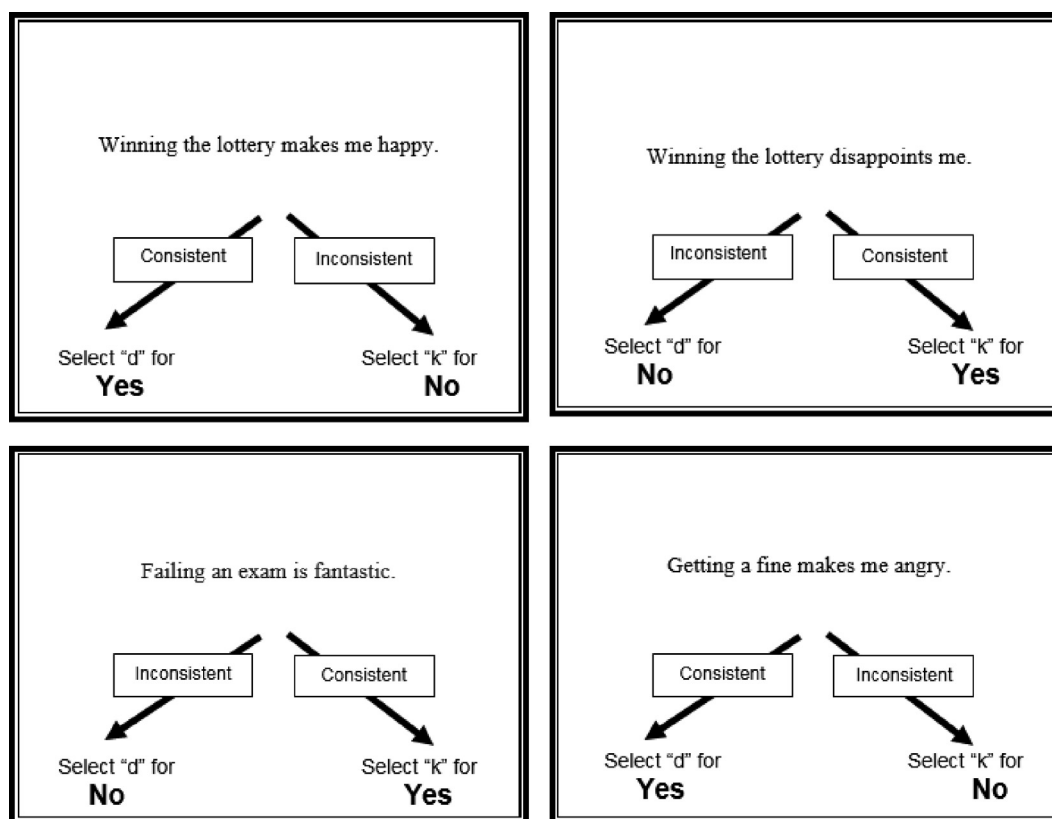 Winning the lottery makes me happy.
Consistent
Inconsistent
Select “d” for
Yes
Select “k” for
No
Winning the lottery disappoints me.
Inconsistent
Consistent
Select “d” for
No
Select “k” for
Yes
Failing an exam is fantastic.
Inconsistent
Consistent
Select “d” for
No
Select “k” for
Yes
Getting a fine makes me angry.
Consistent
Inconsistent
Select “d” for
Yes
Select “k” for
No